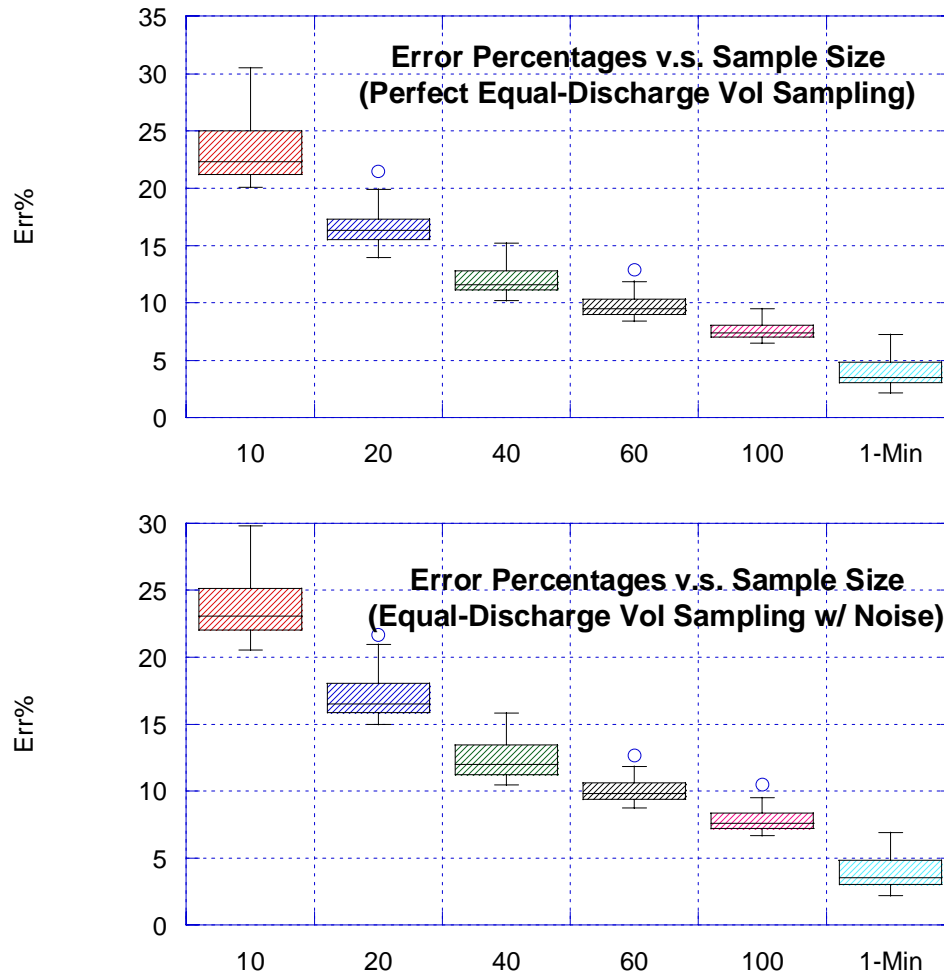 Error Percentages v.s. Sample Size
(Perfect Equal-Discharge Vol Sampling)
Err%
35
30
25
20
15
10
5
0
10 20 40 60 100 1-Min
Error Percentages v.s. Sample Size
(Equal-Discharge Vol Sampling w/ Noise)
Err%
30
25
20
15
10
5
0
10 20 40 60 100 1-Min